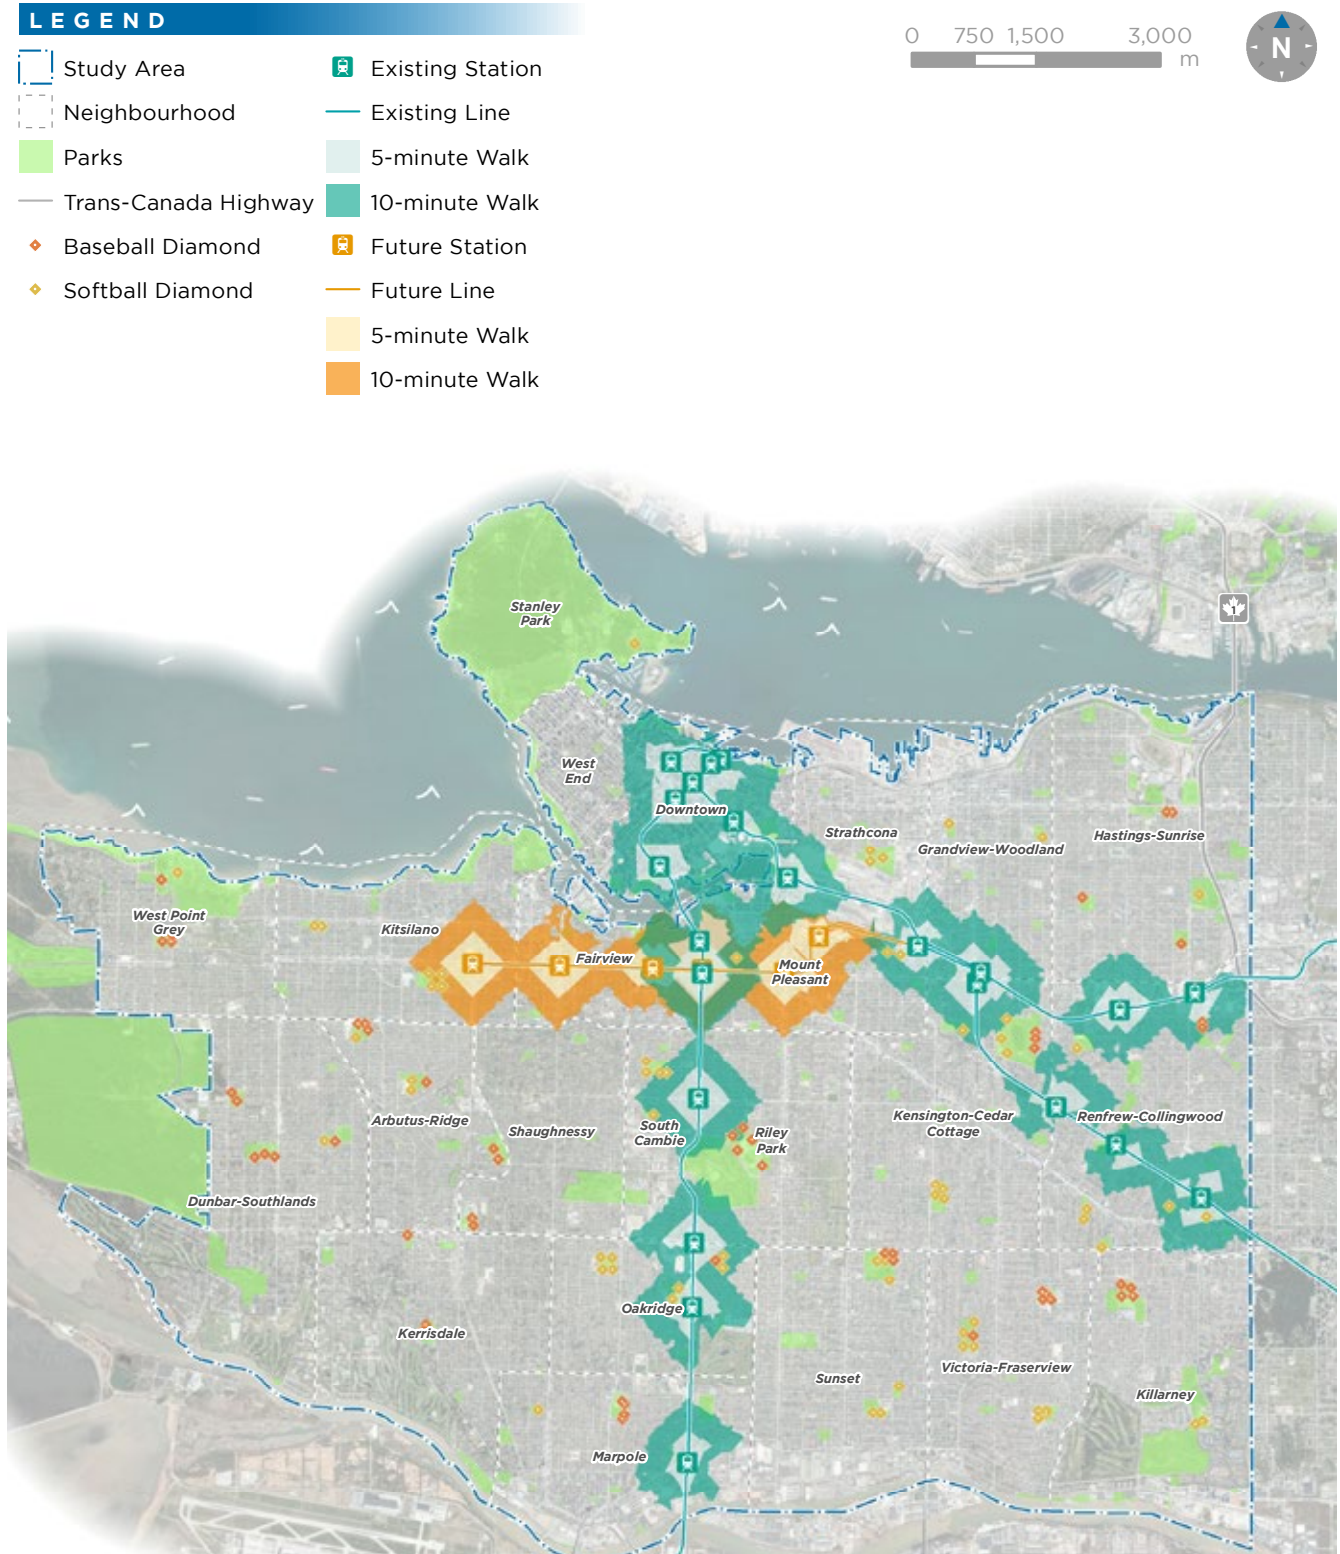 LEGEND
Study Area
Neighbourhood
Parks
Trans-Canada Highway
Baseball Diamond
Softball Diamond
Existing Station
Existing Line
5-minute Walk
10-minute Walk
Future Station
Future Line
5-minute Walk
10-minute Walk
0 750 1,500 3,000
m
N
Stanley
Park
1
West
End
Downtown
Strathcona
Grandview-Woodland
Hastings-Sunrise
West Point
Grey
Kitsilano
Fairview
Mount
Pleasant
Arbutus-Ridge
Shaughnessy
South
Cambie
Riley
Park
Kensington-Cedar
Cottage
Renfrew-Collingwood
Dunbar-Southlands
Oakridge
Kerrisdale
Sunset
Victoria-Fraserview
Killarney
Marpole